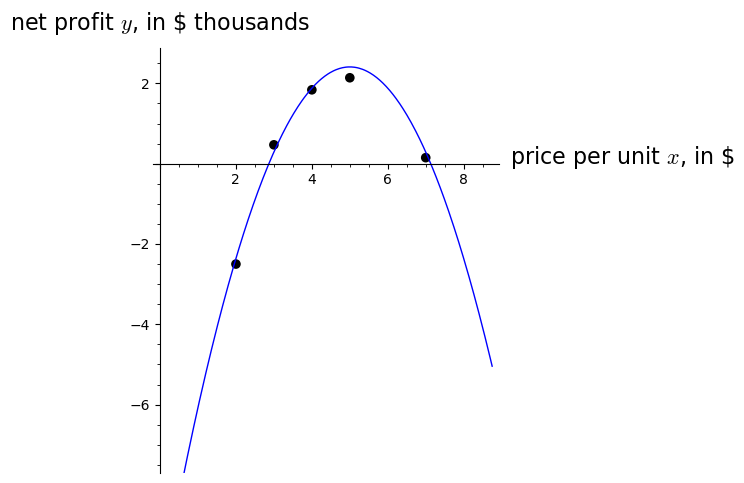 net profit y, in $ thousands
2
price per unit x, in $
2 4 6 8
−2
−4
−6